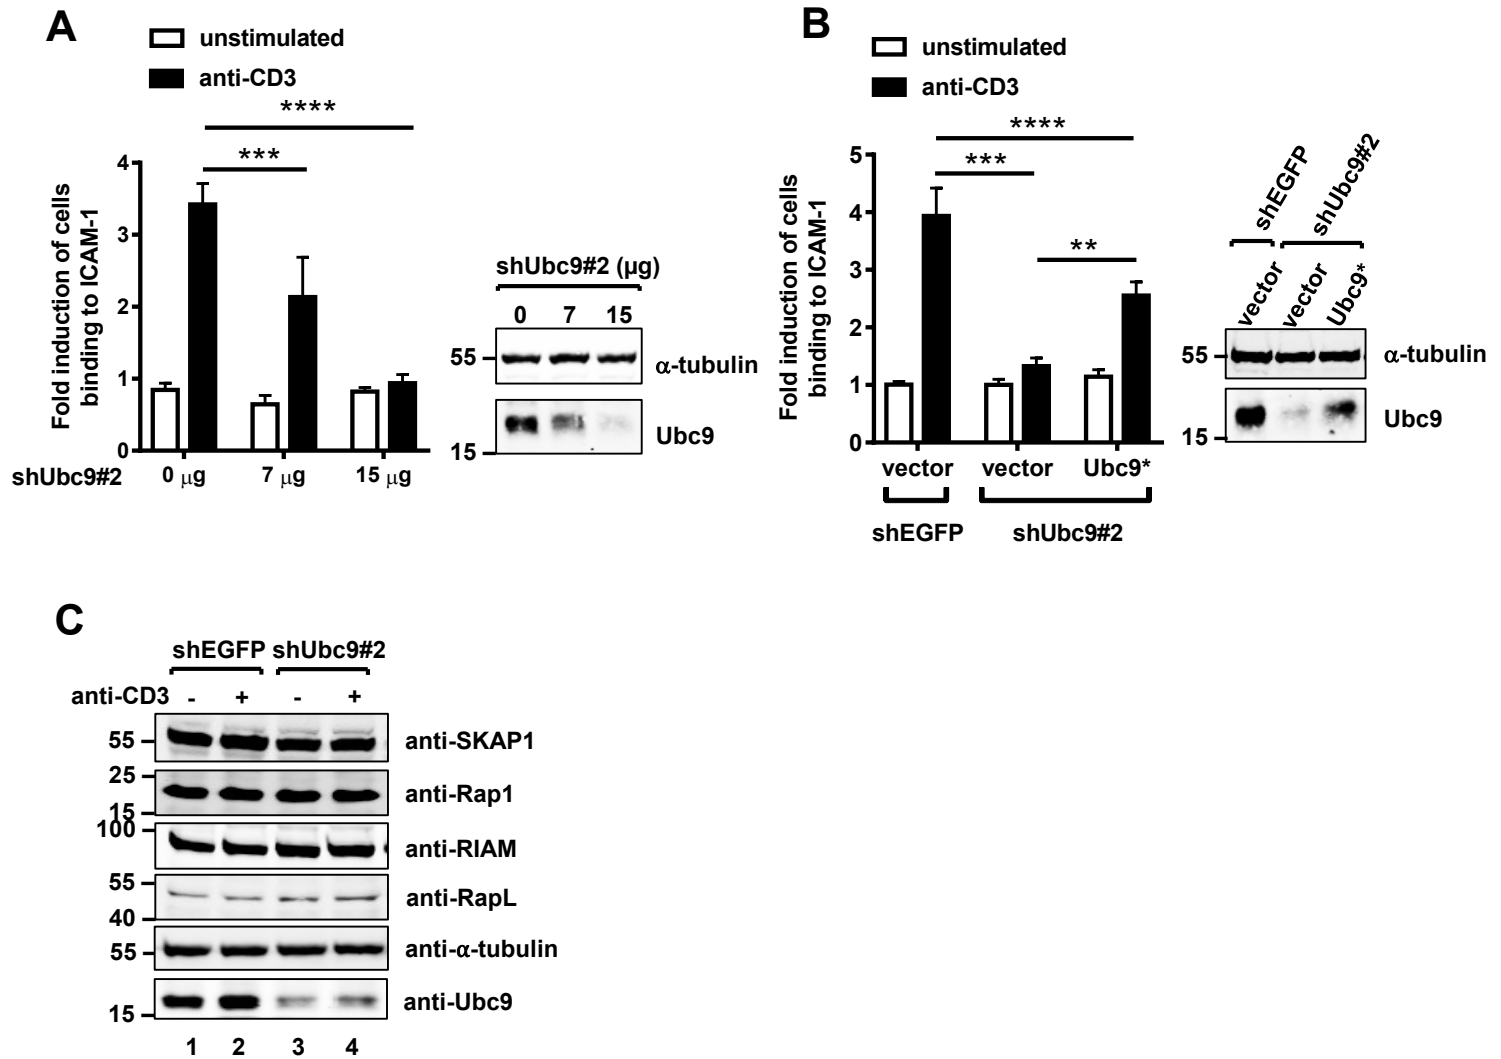 A
unstimulated
anti-CD3
****
***
4
3
2
1
0
Fold induction of cells
binding to ICAM-1
shUbc9#2
0 μg
7 μg
15 μg
shUbc9#2 (μg)
0 7 15
55
α-tubulin
Ubc9
15
B
unstimulated
anti-CD3
****
***
**
5
4
3
2
1
0
Fold induction of cells
binding to ICAM-1
vector vector Ubc9*
shEGFP shUbc9#2
shEGFP
shUbc9#2
vector
vector
Ubc9*
55
α-tubulin
Ubc9
15
C
shEGFP shUbc9#2
anti-CD3 - + - +
55
anti-SKAP1
25
anti-Rap1
15
100
anti-RIAM
55
anti-RapL
40
55
anti-α-tubulin
anti-Ubc9
15
1 2 3 4